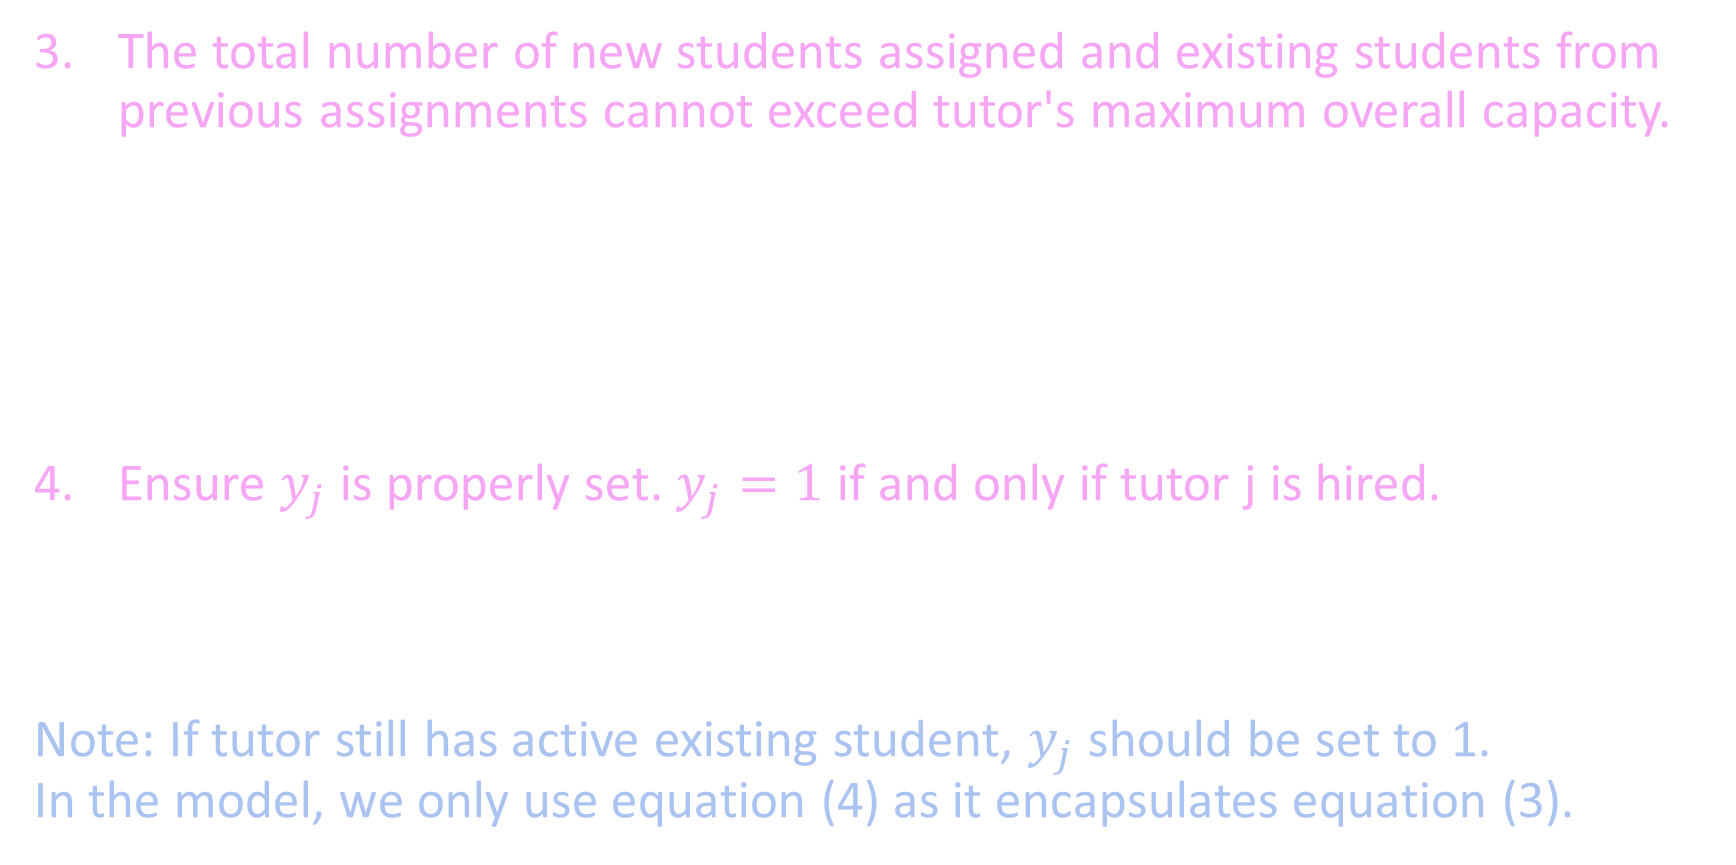 3. The total number of new students assigned and existing students from
previous assignments cannot exceed tutor's maximum overall capacity.
4. Ensure y_j is properly set. y_j = 1 if and only if tutor j is hired.
Note: If tutor still has active existing student, y_j should be set to 1.
In the model, we only use equation (4) as it encapsulates equation (3).